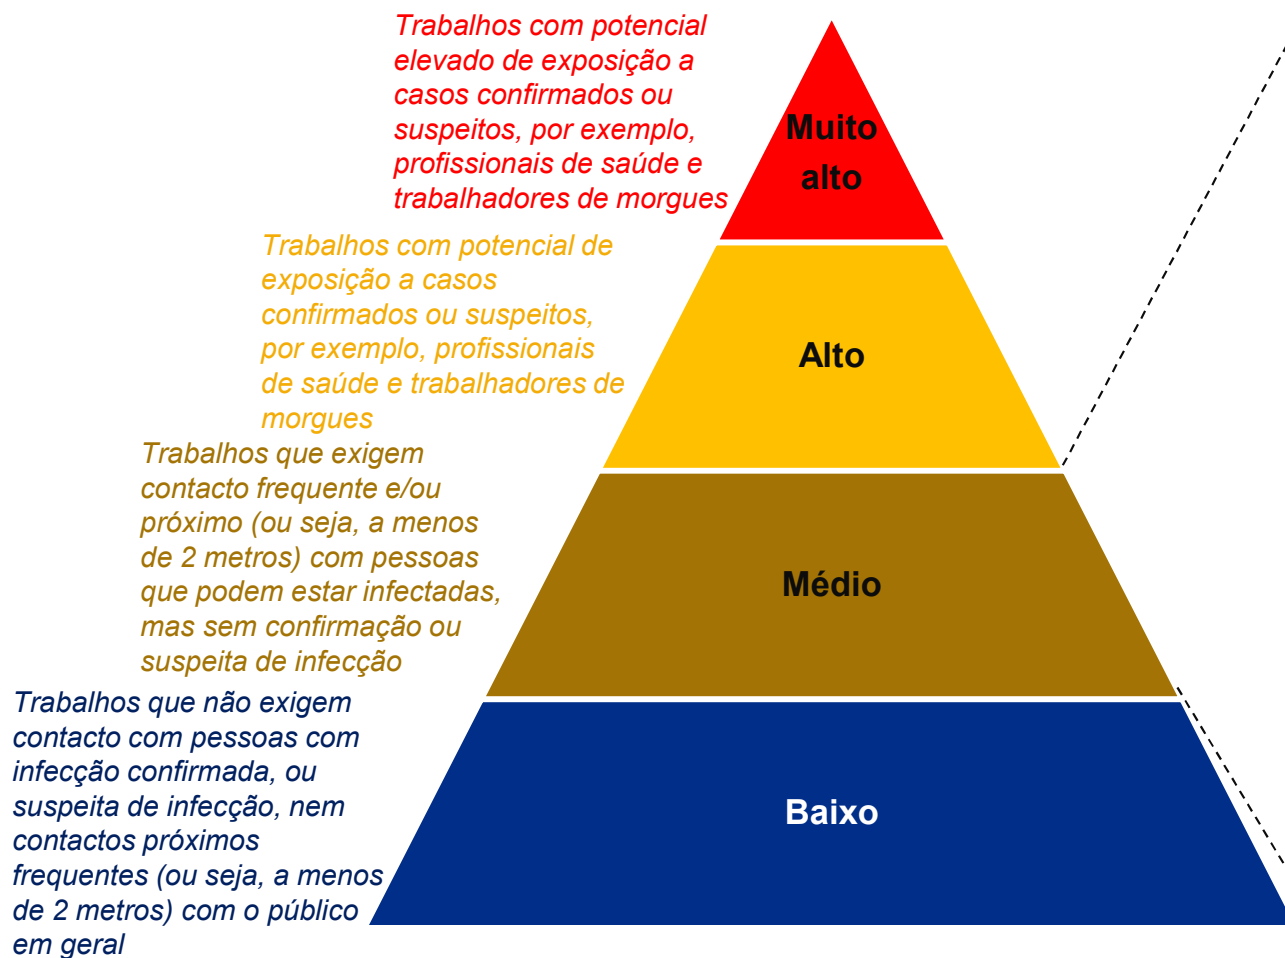 Trabalhos com potencial
elevado de exposição a
casos confirmados ou
suspeitos, por exemplo,
profissionais de saúde e
trabalhadores de morgues
Muito
alto
Trabalhos com potencial de
exposição a casos
confirmados ou suspeitos,
por exemplo, profissionais
de saúde e trabalhadores de
morgues
Alto
Trabalhos que exigem
contacto frequente e/ou
próximo (ou seja, a menos
de 2 metros) com pessoas
que podem estar infectadas,
mas sem confirmação ou
suspeita de infecção
Médio
Trabalhos que não exigem
contacto com pessoas com
infecção confirmada, ou
suspeita de infecção, nem
contactos próximos
frequentes (ou seja, a menos
de 2 metros) com o público
em geral
Baixo